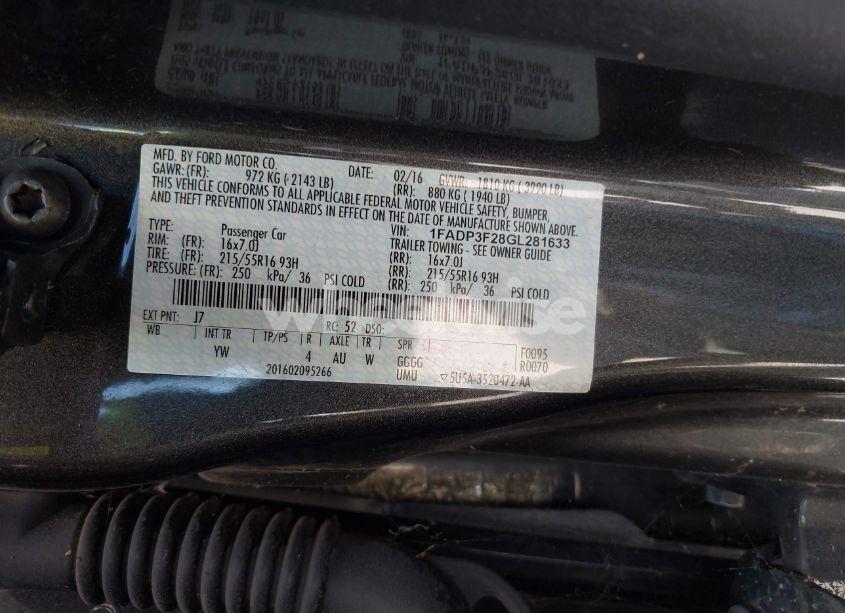 MFD. BY FORD MOTOR CO.
DATE: 02/16 GVWR: 1810 KG ( 3990 LB)
GAWR: (FR): 972 KG ( 2143 LB) (RR): 880 KG ( 1940 LB)
THIS VEHICLE CONFORMS TO ALL APPLICABLE FEDERAL MOTOR VEHICLE SAFETY, BUMPER,
AND THEFT PREVENTION STANDARDS IN EFFECT ON THE DATE OF MANUFACTURE SHOWN ABOVE.
VIN: 1FADP3F28GL281633
TYPE: Passenger Car TRAILER TOWING - SEE OWNER GUIDE
RIM: (FR) 16x7.0J (RR) 16x7.0J
TIRE: (FR) 215/55R16 93H (RR) 215/55R16 93H
PRESSURE: (FR) 250 kPa/ 36 PSI COLD (RR) 250 kPa/ 36 PSI COLD
EXT PNT: J7 RC: 52 DSO:
WB INT TR TP/PS R AXLE TR SPR F0095
YW 4 AU W GGGG R0070
201602095266 UMU ▽5U5A-3520472-AA